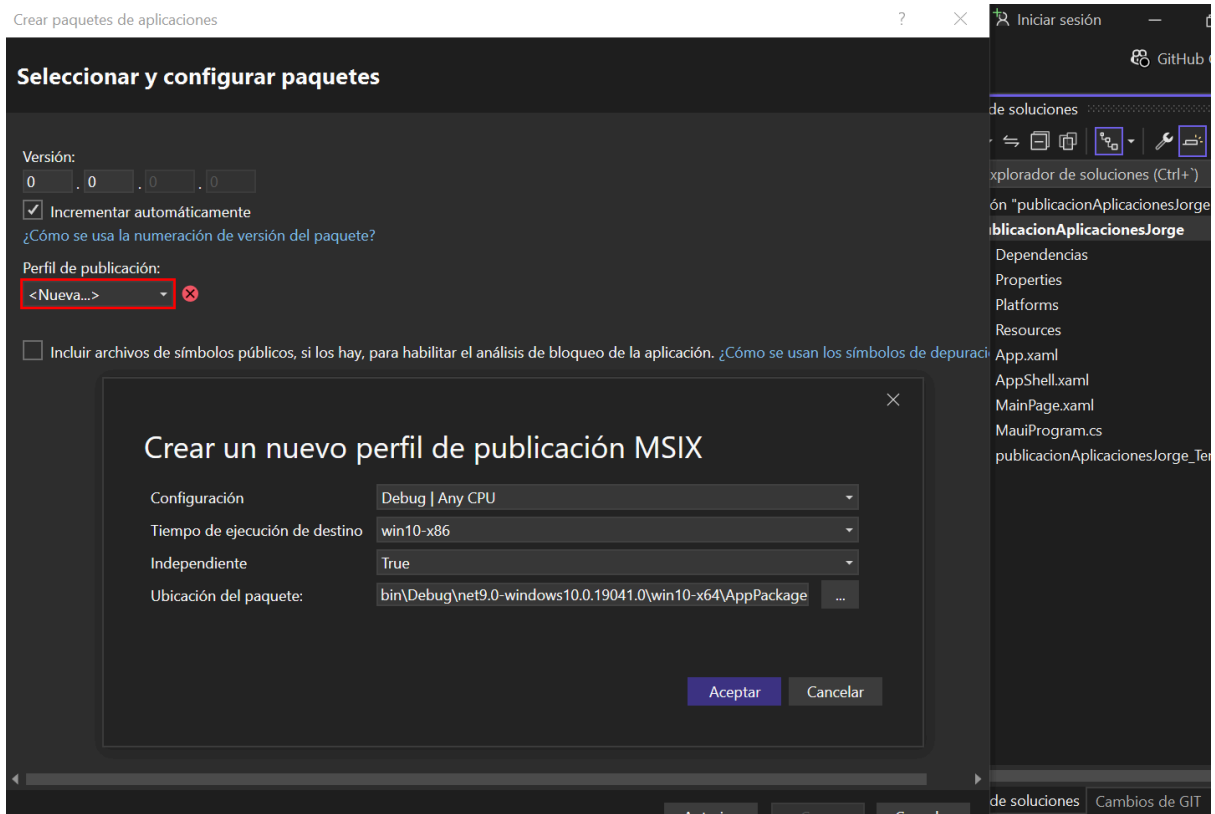 Crear paquetes de aplicaciones
? 
Iniciar sesión
GitHub
Seleccionar y configurar paquetes
de soluciones
Versión:
0 . 0 . 0 . 0
Incrementar automáticamente
¿Cómo se usa la numeración de versión del paquete?
Perfil de publicación:
<Nueva...>
Incluir archivos de símbolos públicos, si los hay, para habilitar el análisis de bloqueo de la aplicación. ¿Cómo se usan los símbolos de depuraci
Crear un nuevo perfil de publicación MSIX
Configuración Debug | Any CPU
Tiempo de ejecución de destino win10-x86
Independiente True
Ubicación del paquete: bin\Debug\net9.0-windows10.0.19041.0\win10-x64\AppPackage ...
Aceptar Cancelar
xplorador de soluciones (Ctrl+`)
ón "publicacionAplicacionesJorge
blicacionAplicacionesJorge
Dependencias
Properties
Platforms
Resources
App.xaml
AppShell.xaml
MainPage.xaml
MauiProgram.cs
publicacionAplicacionesJorge_Te
de soluciones Cambios de GIT